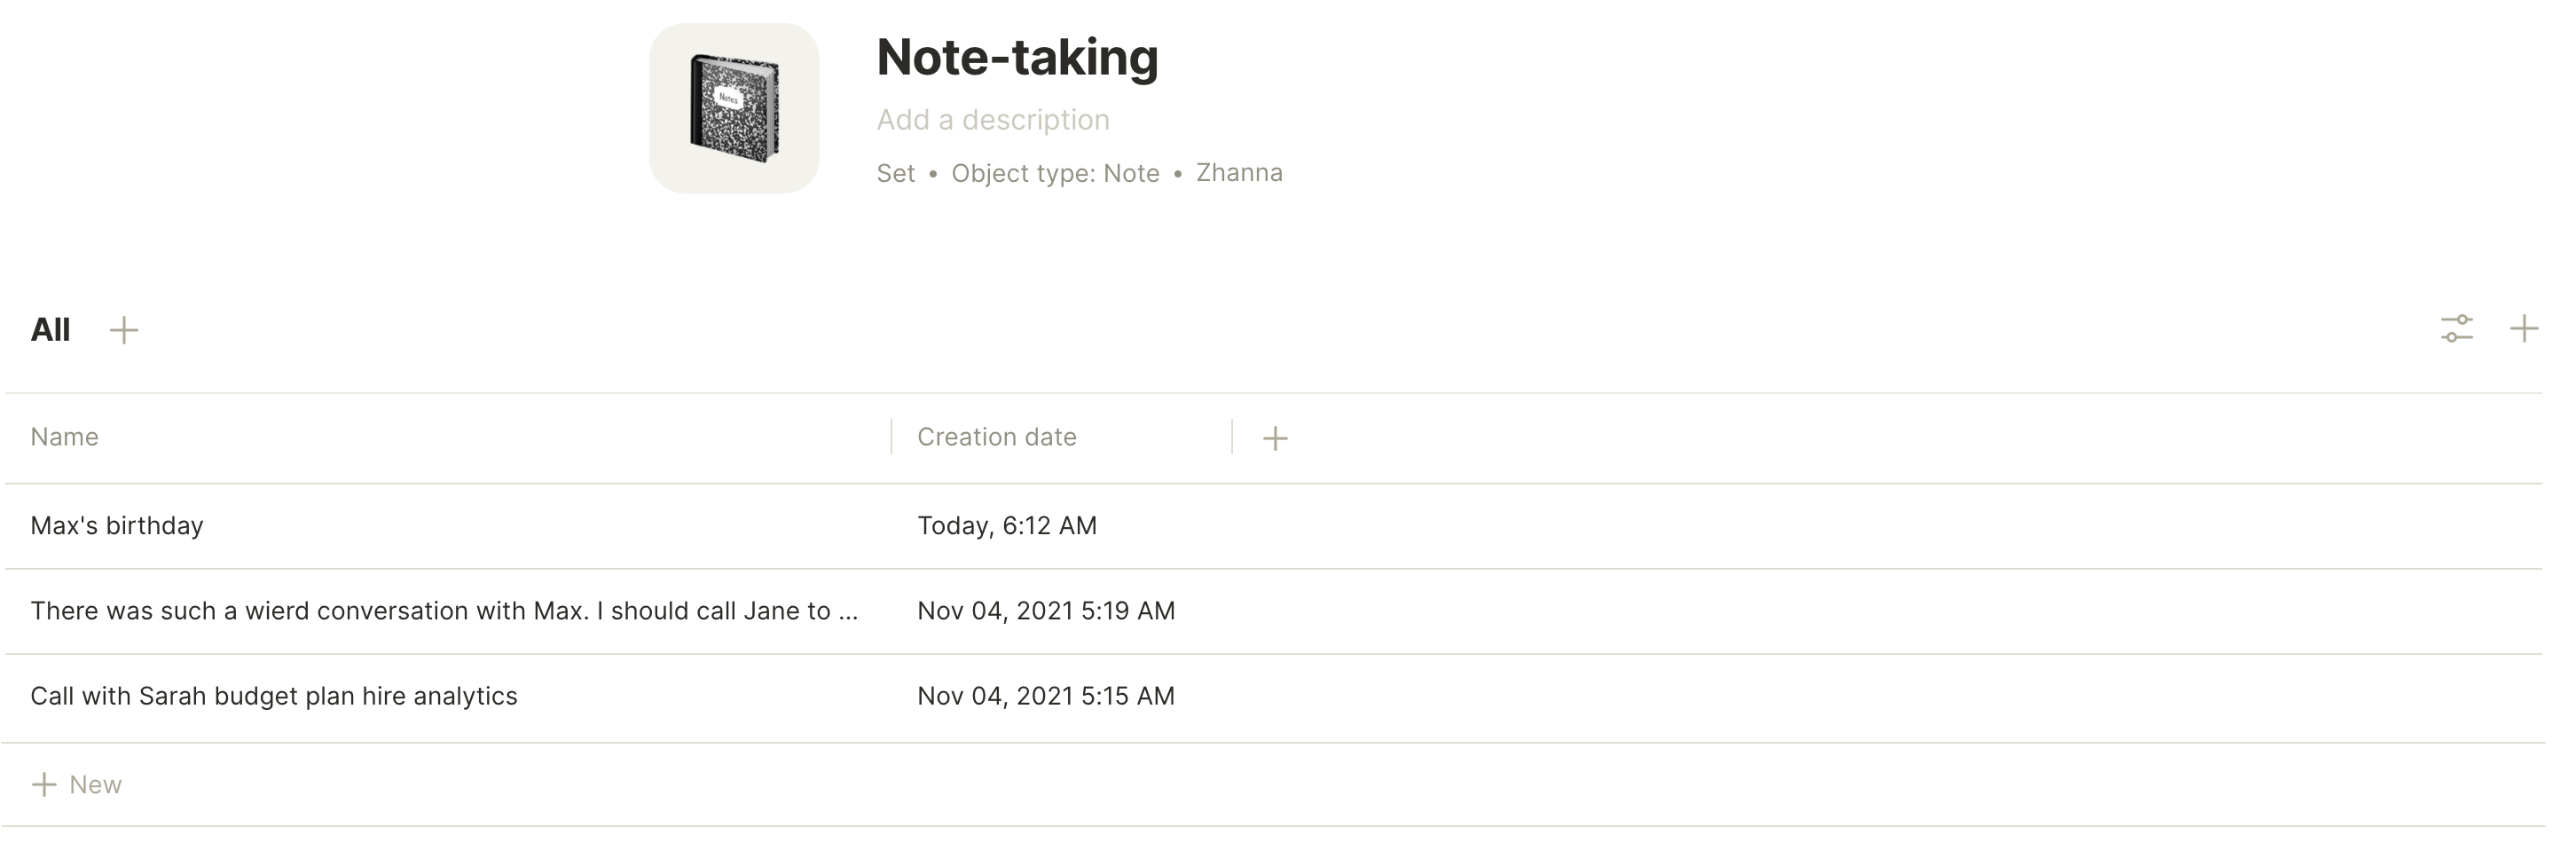 Notes
Note-taking
Add a description
Set • Object type: Note • Zhanna
All
Name Creation date
Max's birthday Today, 6:12 AM
There was such a wierd conversation with Max. I should call Jane to ... Nov 04, 2021 5:19 AM
Call with Sarah budget plan hire analytics Nov 04, 2021 5:15 AM
New